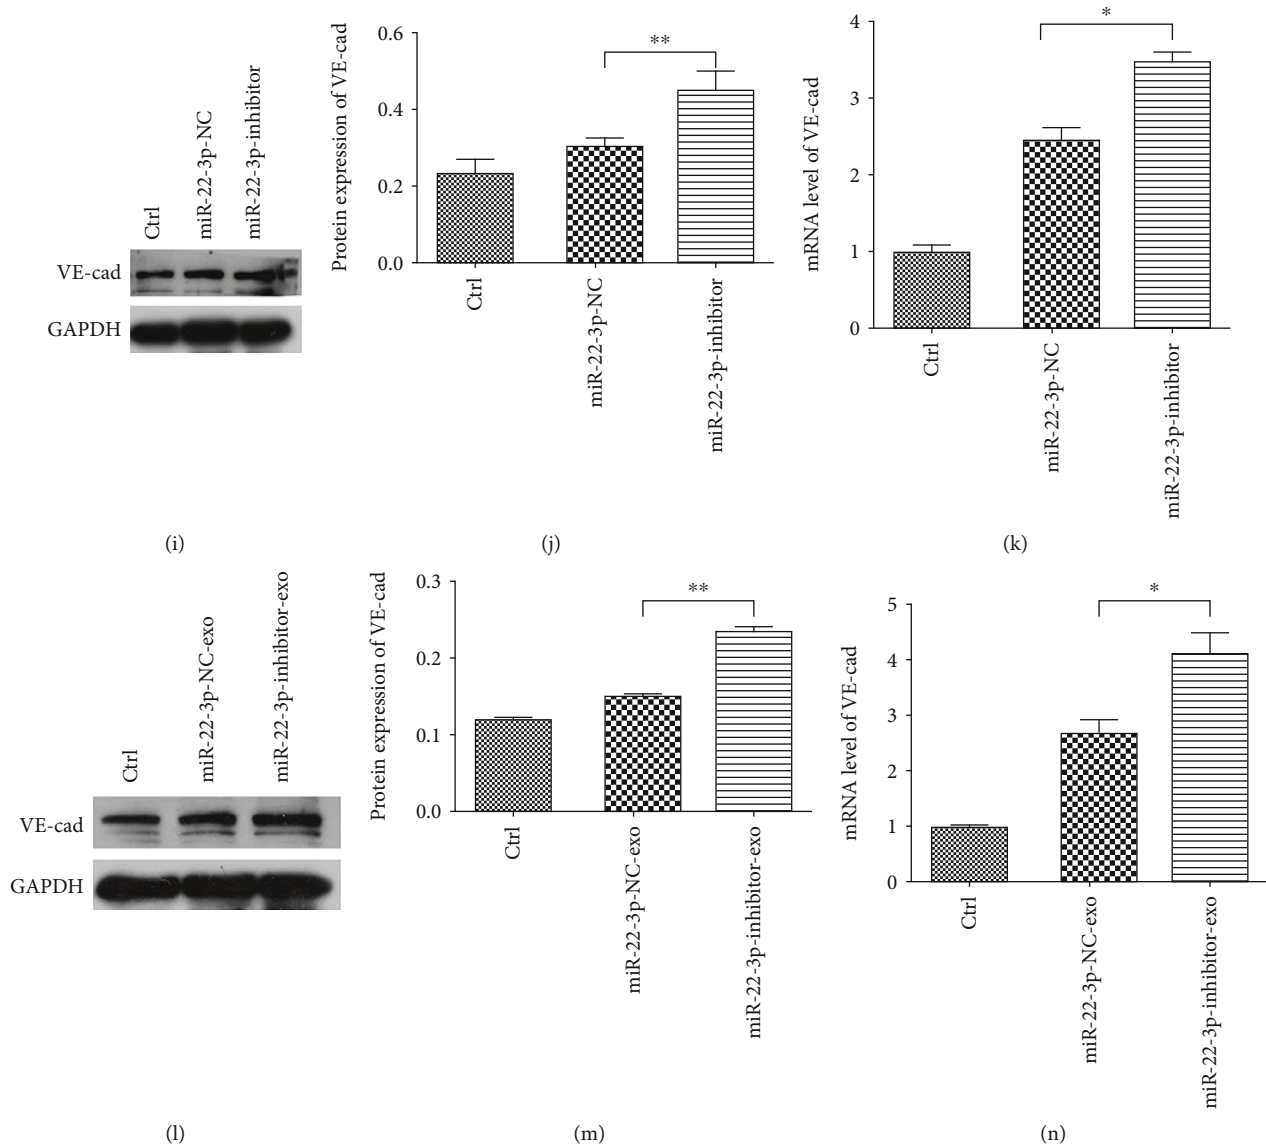 Ctrl
miR-22-3p-NC
miR-22-3p-inhibitor
VE-cad
GAPDH
(i)
Protein expression of VE-cad
0.6
0.4
0.2
0.0
**
Ctrl
miR-22-3p-NC
miR-22-3p-inhibitor
(j)
mRNA level of VE-cad
4
3
2
1
0
*
Ctrl
miR-22-3p-NC
miR-22-3p-inhibitor
(k)
Ctrl
miR-22-3p-NC-exo
miR-22-3p-inhibitor-exo
VE-cad
GAPDH
(l)
Protein expression of VE-cad
0.3
0.2
0.1
0.0
**
Ctrl
miR-22-3p-NC-exo
miR-22-3p-inhibitor-exo
(m)
mRNA level of VE-cad
5
4
3
2
1
0
*
Ctrl
miR-22-3p-NC-exo
miR-22-3p-inhibitor-exo
(n)